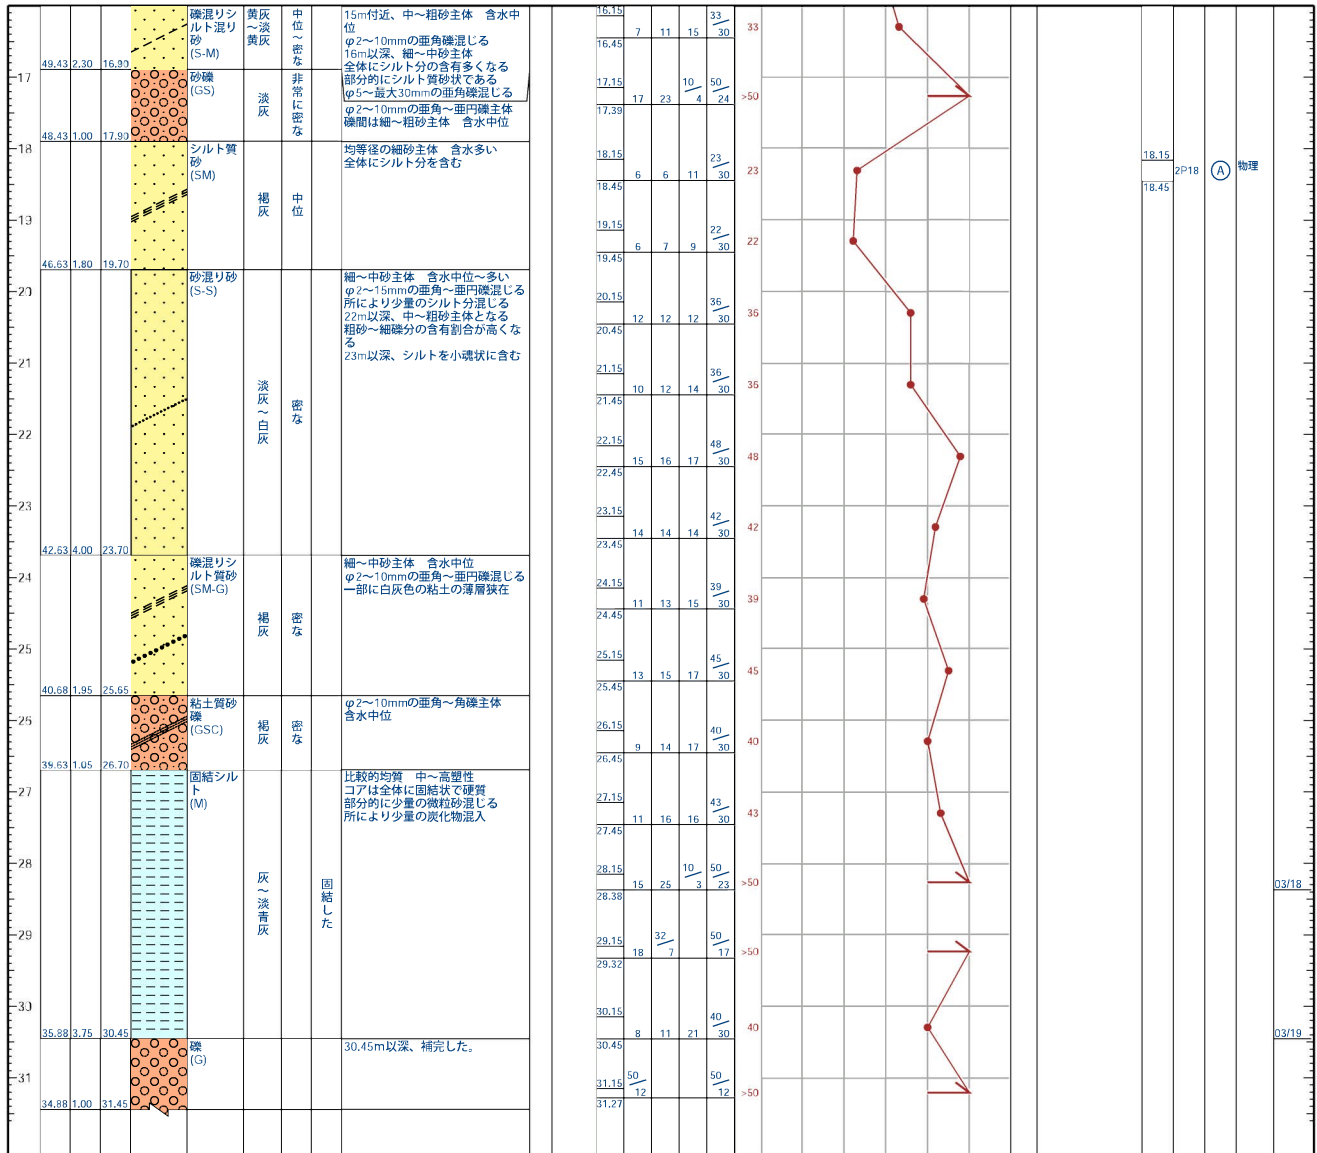 17
18
19
20
21
22
23
24
25
26
27
28
29
30
31
49.43 2.30 16.90
48.43 1.00 17.90
46.63 1.80 19.70
42.63 4.00 23.70
40.68 1.95 25.65
39.63 1.05 26.70
35.88 3.75 30.45
34.88 1.00 31.45
礫混りシ
ルト混り
砂
(S-M)
黄灰
～淡
黄灰
中位～密な
15m付近、中～粗砂主体　含水中
位
φ2～10mmの亜角礫混じる
16m以深、細～中砂主体
全体にシルト分の含有多くなる
部分的にシルト質砂状である
φ5～最大30mmの亜角礫混じる
砂礫
(GS)
淡灰
非常に密な
φ2～10mmの亜角～亜円礫主体
礫間は細～粗砂主体　含水中位
シルト質
砂
(SM)
褐灰
中位
均等径の細砂主体　含水多い
全体にシルト分を含む
砂混り砂
(S-S)
淡灰～白灰
密な
細～中砂主体　含水中位～多い
φ2～15mmの亜角～亜円礫混じる
所により少量のシルト分混じる
22m以深、中～粗砂主体となる
粗砂～細礫分の含有割合が高くな
る
23m以深、シルトを小魂状に含む
礫混りシ
ルト質砂
(SM-G)
褐灰
密な
細～中砂主体　含水中位
φ2～10mmの亜角～亜円礫混じる
一部に白灰色の粘土の薄層狭在
粘土質砂
礫
(GSC)
褐灰
密な
φ2～10mmの亜角～角礫主体
含水中位
固結シル
ト
(M)
灰～淡青灰
固結した
比較的均質　中～高塑性
コアは全体に固結状で硬質
部分的に少量の微粒砂混じる
所により少量の炭化物混入
礫
(G)
30.45m以深、補完した。
16.15 7 11 15 33/30 33
16.45
17.15 17 23 10/4 50/24 >50
17.39
18.15 6 6 11 23/30 23
18.45
19.15 6 7 9 22/30 22
19.45
20.15 12 12 12 36/30 36
20.45
21.15 10 12 14 36/30 36
21.45
22.15 15 16 17 48/30 48
22.45
23.15 14 14 14 42/30 42
23.45
24.15 11 13 15 39/30 39
24.45
25.15 13 15 17 45/30 45
25.45
26.15 9 14 17 40/30 40
26.45
27.15 11 16 16 43/30 43
27.45
28.15 15 25 10/3 50/23 >50
28.38
29.15 18 32/7 50/17 >50
29.32
30.15 8 11 21 40/30 40
30.45
31.15 50/12 50/12 >50
31.27
18.15
2P18 A 物理
18.45
03/18
03/19